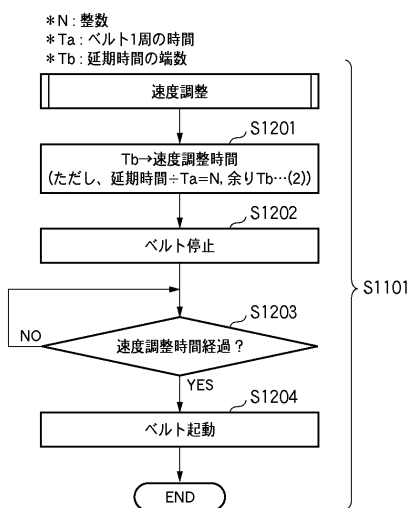 ＊N：整数
＊Ta：ベルト1周の時間
＊Tb：延期時間の端数
速度調整
S1201
Tb→速度調整時間
(ただし、延期時間÷Ta=N, 余りTb…(2))
S1202
ベルト停止
S1101
S1203
NO
速度調整時間経過？
YES
S1204
ベルト起動
END